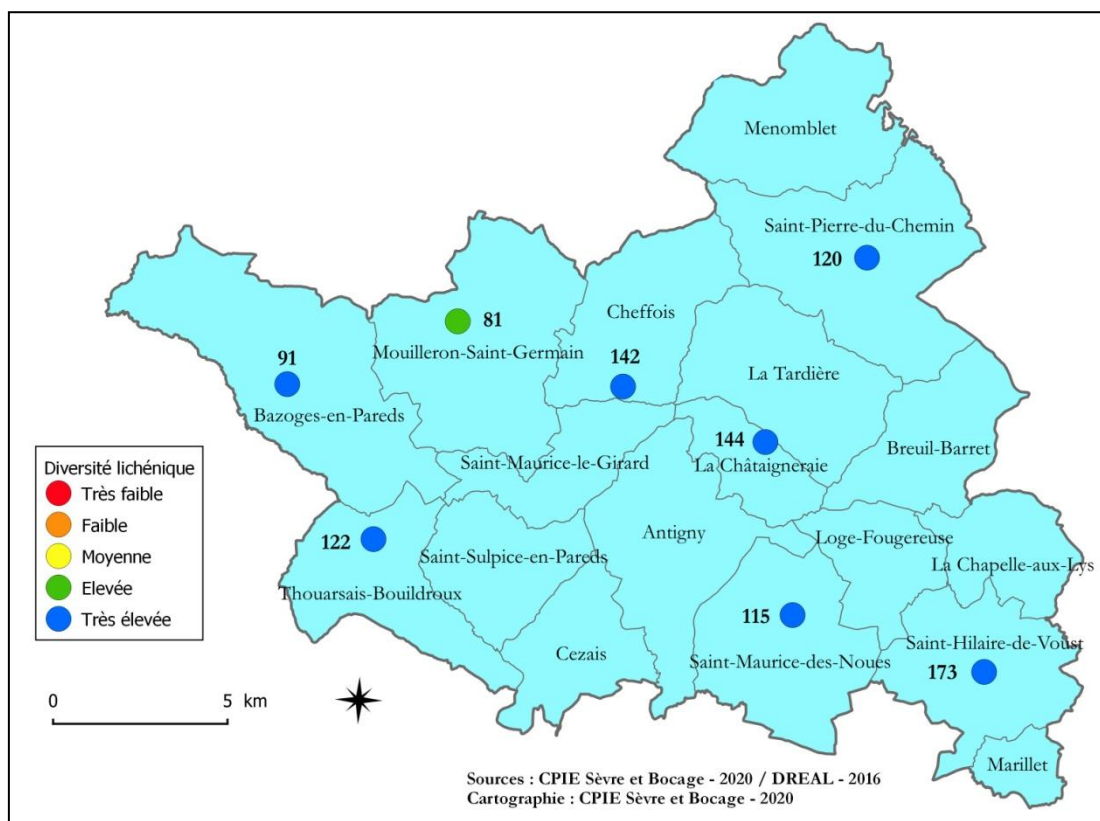 Menomblet
Saint-Pierre-du-Chemin
120
Cheffois
81
Mouilleron-Saint-Germain
142
91
La Tardière
Bazoges-en-Pareds
144
La Châtaigneraie
Breuil-Barret
Saint-Maurice-le-Girard
Antigny
122
Saint-Sulpice-en-Pareds
Loge-Fougereuse
La Chapelle-aux-Lys
Thouarsais-Bouildroux
115
Saint-Hilaire-de-Voust
Cezais
Saint-Maurice-des-Noues
173
Marillet
Diversité lichénique
Très faible
Faible
Moyenne
Elevée
Très élevée
0 5 km
Sources : CPIE Sèvre et Bocage - 2020 / DREAL - 2016
Cartographie : CPIE Sèvre et Bocage - 2020